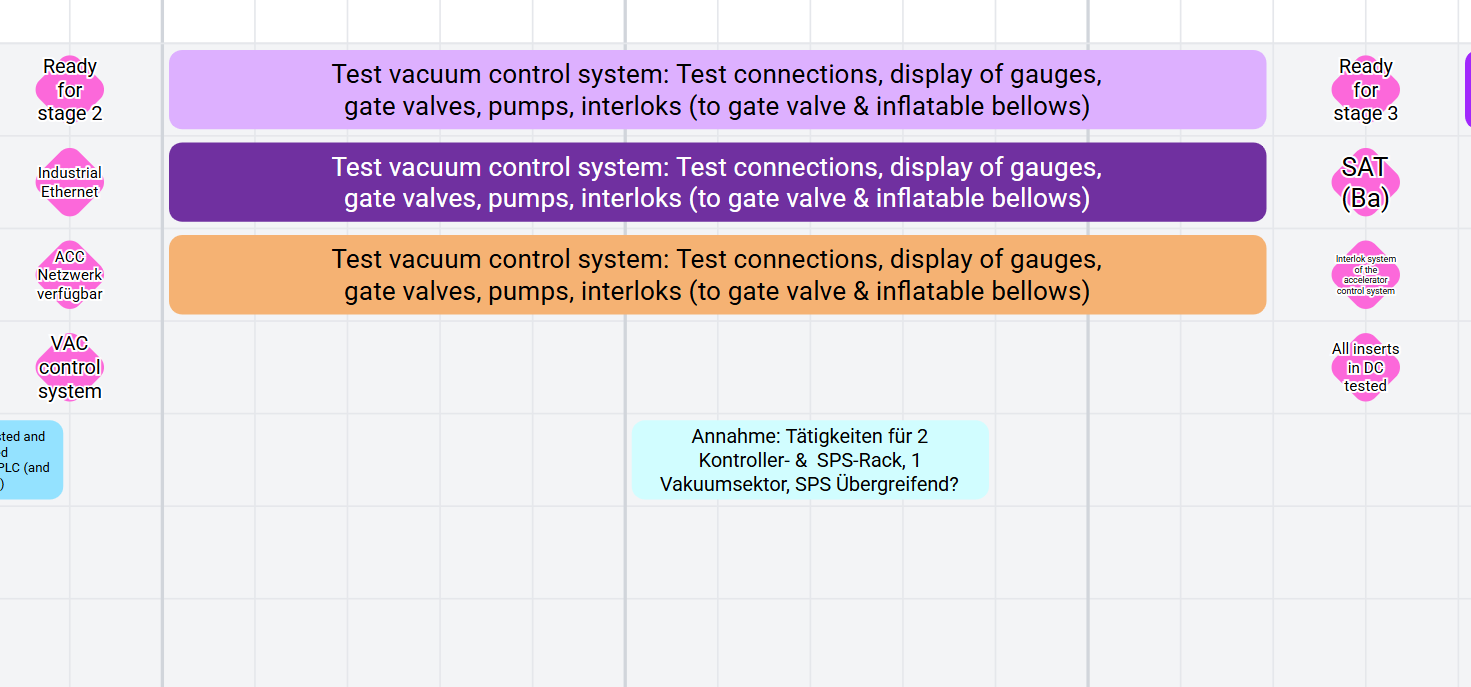 Ready
for
stage 2
Test vacuum control system: Test connections, display of gauges,
gate valves, pumps, interloks (to gate valve & inflatable bellows)
Ready
for
stage 3
Industrial
Ethernet
Test vacuum control system: Test connections, display of gauges,
gate valves, pumps, interloks (to gate valve & inflatable bellows)
SAT
(Ba)
ACC
Netzwerk
verfügbar
Test vacuum control system: Test connections, display of gauges,
gate valves, pumps, interloks (to gate valve & inflatable bellows)
Interlok system
of the
accelerator
control system
VAC
control
system
All inserts
in DC
tested
sted and
d
PLC (and
)
Annahme: Tätigkeiten für 2
Kontroller- & SPS-Rack, 1
Vakuumsektor, SPS Übergreifend?